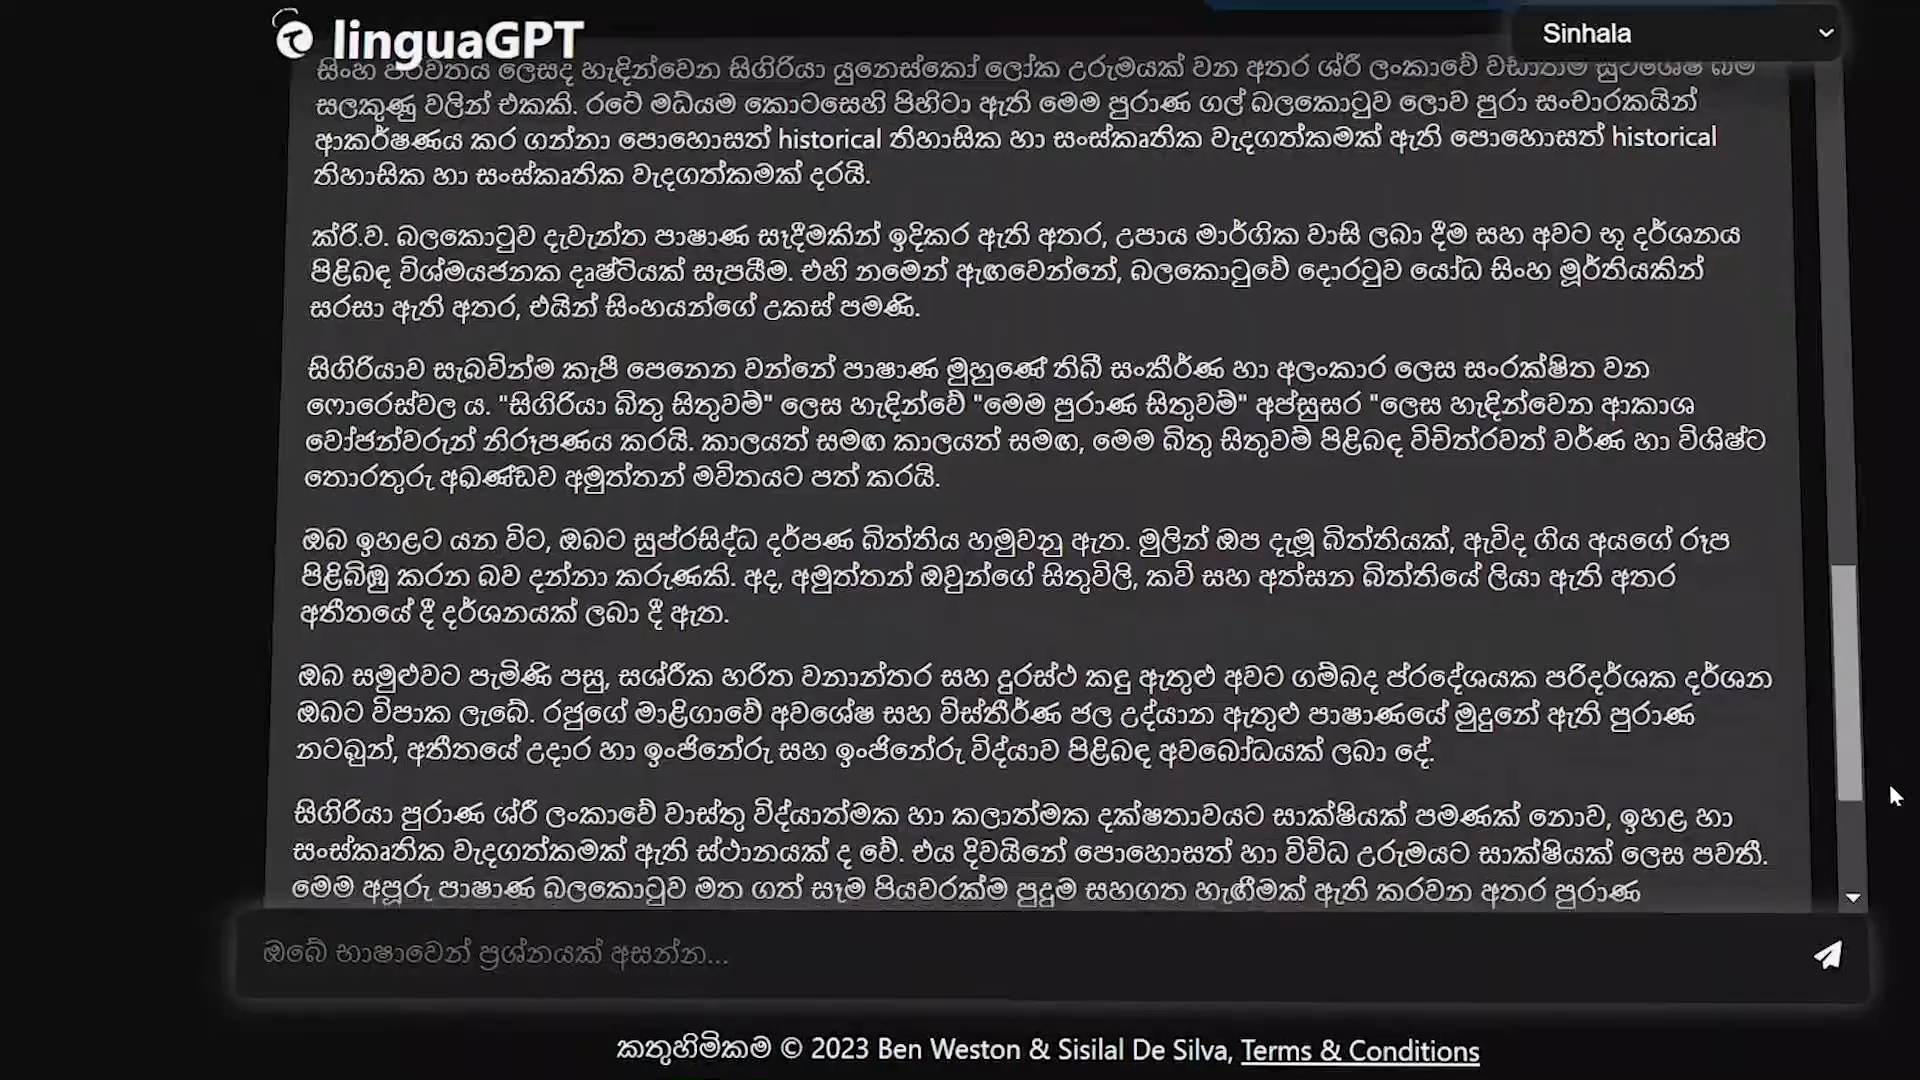 linguaGPT
Sinhala
සිංහ පර්වතය ලෙසද හැඳින්වෙන සිගිරියා යුනෙස්කෝ ලෝක උරුමයක් වන අතර ශ්රී ලංකාවේ වඩාත්ම සුවිශේෂී බිම්
සලකුණු වලින් එකකි. රටේ මධ්යම කොටසෙහි පිහිටා ඇති මෙම පුරාණ ගල් බලකොටුව ලොව පුරා සංචාරකයින්
ආකර්ෂණය කර ගන්නා පොහොසත් historical තිහාසික හා සංස්කෘතික වැදගත්කමක් ඇති පොහොසත් historical
තිහාසික හා සංස්කෘතික වැදගත්කමක් දරයි.
ක්රි.ව. බලකොටුව දැවැන්ත පාෂාණ සෑදීමකින් ඉදිකර ඇති අතර, උපාය මාර්ගික වාසි ලබා දීම සහ අවට භූ දර්ශනය
පිළිබඳ විශ්මයජනක දෘෂ්ටියක් සැපයීම. එහි නමෙන් ඇඟවෙන්නේ, බලකොටුවේ දොරටුව යෝධ සිංහ මූර්තියකින්
සරසා ඇති අතර, එයින් සිංහයන්ගේ උකස් පමණි.
සිගිරියාව සැබවින්ම කැපී පෙනෙන වන්නේ පාෂාණ මුහුණේ තිබී සංකීර්ණ හා අලංකාර ලෙස සංරක්ෂිත වන
ෆොරෙස්වල ය. "සිගිරියා බිතු සිතුවම්" ලෙස හැඳින්වේ "මෙම පුරාණ සිතුවම්" අප්සුසර "ලෙස හැඳින්වෙන ආකාශ
වෝජන්වරුන් නිරූපණය කරයි. කාලයත් සමඟ කාලයත් සමඟ, මෙම බිතු සිතුවම් පිළිබඳ විචිත්රවත් වර්ණ හා විශිෂ්ට
තොරතුරු අඛණ්ඩව අමුත්තන් මවිතයට පත් කරයි.
ඔබ ඉහළට යන විට, ඔබට සුප්රසිද්ධ දර්පණ බිත්තිය හමුවනු ඇත. මුලින් ඔප දැමූ බිත්තියක්, ඇවිද ගිය අයගේ රූප
පිළිබිඹු කරන බව දන්නා කරුණකි. අද, අමුත්තන් ඔවුන්ගේ සිතුවිලි, කවි සහ අත්සන බිත්තියේ ලියා ඇති අතර
අතීතයේ දී දර්ශනයක් ලබා දී ඇත.
ඔබ සමුළුවට පැමිණි පසු, සශ්රීක හරිත වනාන්තර සහ දුරස්ථ කඳු ඇතුළු අවට ගම්බද ප්රදේශයක පරිදර්ශක දර්ශන
ඔබට විපාක ලැබේ. රජුගේ මාළිගාවේ අවශේෂ සහ විස්තීර්ණ ජල උද්යාන ඇතුළු පාෂාණයේ මුදුනේ ඇති පුරාණ
නටබුන්, අතීතයේ උදාර හා ඉංජිනේරු සහ ඉංජිනේරු විද්යාව පිළිබඳ අවබෝධයක් ලබා දේ.
සිගිරියා පුරාණ ශ්රී ලංකාවේ වාස්තු විද්යාත්මක හා කලාත්මක දක්ෂතාවයට සාක්ෂියක් පමණක් නොව, ඉහළ හා
සංස්කෘතික වැදගත්කමක් ඇති ස්ථානයක් ද වේ. එය දිවයිනේ පොහොසත් හා විවිධ උරුමයට සාක්ෂියක් ලෙස පවතී.
මෙම අපූරු පාෂාණ බලකොටුව මත ගත් සෑම පියවරක්ම පුදුම සහගත හැඟීමක් ඇති කරවන අතර පුරාණ
ඔබේ භාෂාවෙන් ප්‍රශ්නයක් අසන්න...
කතුහිමිකම © 2023 Ben Weston & Sisilal De Silva, Terms & Conditions